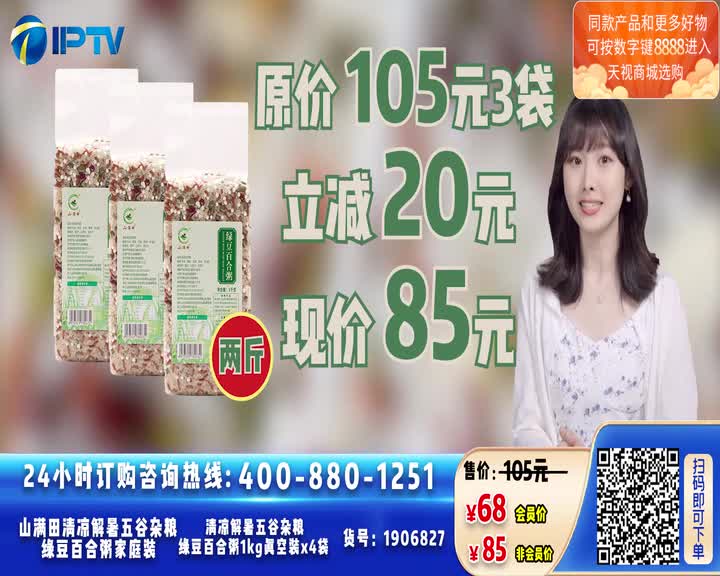 IPTV
同款产品和更多好物
可按数字键8888进入
天视商城选购
原价105元3袋
立减20元
现价85元
绿豆百合粥
两斤
24小时订购咨询热线:400-880-1251
山满田清凉解暑五谷杂粮
绿豆百合粥家庭装
清凉解暑五谷杂粮
绿豆百合粥1kg真空装x4袋
货号:1906827
售价:105元
¥68 会员价
¥85 非会员价
扫码即可下单